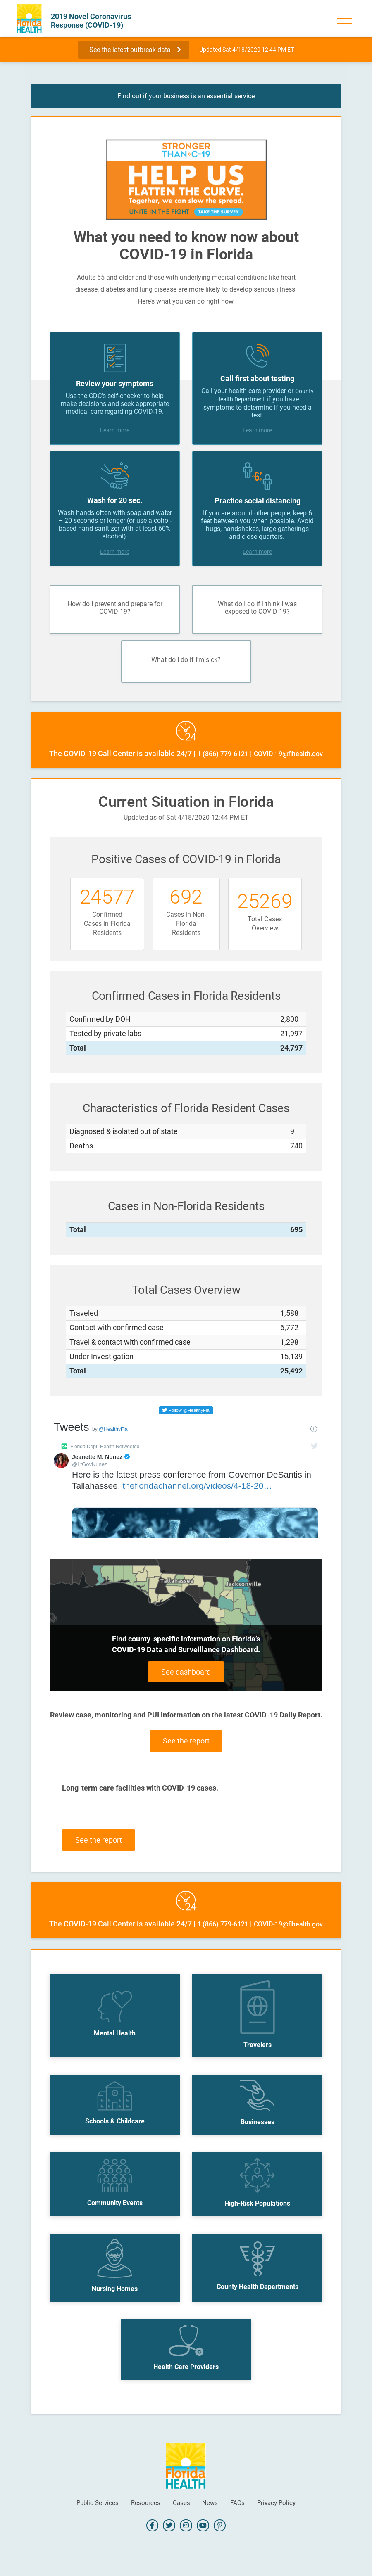 Florida
HEALTH
2019 Novel Coronavirus
Response (COVID-19)
See the latest outbreak data
Updated Sat 4/18/2020 12:44 PM ET
Find out if your business is an essential service
STRONGER
THAN C-19
HELP US
FLATTEN THE CURVE.
Together, we can slow the spread.
UNITE IN THE FIGHT TAKE THE SURVEY
What you need to know now about
COVID-19 in Florida
Adults 65 and older and those with underlying medical conditions like heart
disease, diabetes and lung disease are more likely to develop serious illness.
Here's what you can do right now.
Review your symptoms
Use the CDC's self-checker to help
make decisions and seek appropriate
medical care regarding COVID-19.
Learn more
Call first about testing
Call your health care provider or County
Health Department if you have
symptoms to determine if you need a
test.
Learn more
Wash for 20 sec.
Wash hands often with soap and water
– 20 seconds or longer (or use alcohol-
based hand sanitizer with at least 60%
alcohol).
Learn more
6'
Practice social distancing
If you are around other people, keep 6
feet between you when possible. Avoid
hugs, handshakes, large gatherings
and close quarters.
Learn more
How do I prevent and prepare for
COVID-19?
What do I do if I think I was
exposed to COVID-19?
What do I do if I'm sick?
24
The COVID-19 Call Center is available 24/7 | 1 (866) 779-6121 | COVID-19@flhealth.gov
Current Situation in Florida
Updated as of Sat 4/18/2020 12:44 PM ET
Positive Cases of COVID-19 in Florida
24577
Confirmed
Cases in Florida
Residents
692
Cases in Non-
Florida
Residents
25269
Total Cases
Overview
Confirmed Cases in Florida Residents
Confirmed by DOH 2,800
Tested by private labs 21,997
Total 24,797
Characteristics of Florida Resident Cases
Diagnosed & isolated out of state 9
Deaths 740
Cases in Non-Florida Residents
Total 695
Total Cases Overview
Traveled 1,588
Contact with confirmed case 6,772
Travel & contact with confirmed case 1,298
Under Investigation 15,139
Total 25,492
Follow @HealthyFla
Tweets by @HealthyFla
Florida Dept. Health Retweeted
Jeanette M. Nunez
@LtGovNunez
Here is the latest press conference from Governor DeSantis in
Tallahassee. thefloridachannel.org/videos/4-18-20…
Tallahassee
Jacksonville
Find county-specific information on Florida's
COVID-19 Data and Surveillance Dashboard.
See dashboard
Review case, monitoring and PUI information on the latest COVID-19 Daily Report.
See the report
Long-term care facilities with COVID-19 cases.
See the report
24
The COVID-19 Call Center is available 24/7 | 1 (866) 779-6121 | COVID-19@flhealth.gov
Mental Health
Travelers
Schools & Childcare
Businesses
Community Events
High-Risk Populations
Nursing Homes
County Health Departments
Health Care Providers
Florida
HEALTH
Public Services Resources Cases News FAQs Privacy Policy